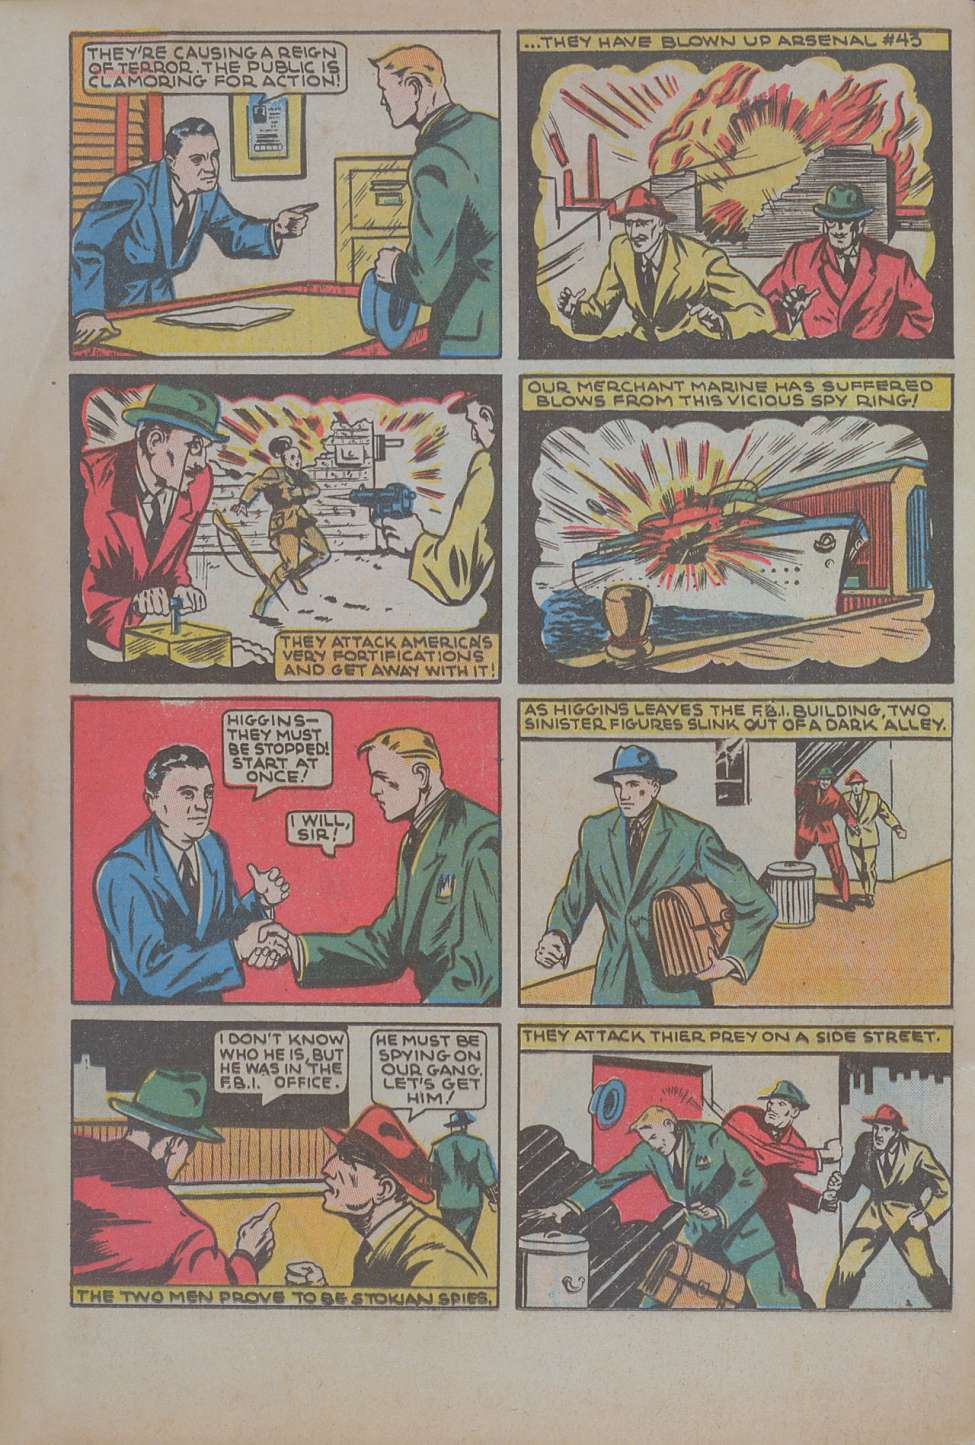 THEY'RE CAUSING A REIGN
OF TERROR. THE PUBLIC IS
CLAMORING FOR ACTION!
...THEY HAVE BLOWN UP ARSENAL #43
THEY ATTACK AMERICA'S
VERY FORTIFICATIONS
AND GET AWAY WITH IT!
OUR MERCHANT MARINE HAS SUFFERED
BLOWS FROM THIS VICIOUS SPY RING!
HIGGINS—
THEY MUST
BE STOPPED!
START AT
ONCE!
I WILL,
SIR!
AS HIGGINS LEAVES THE F.B.I. BUILDING, TWO
SINISTER FIGURES SLINK OUT OF A DARK ALLEY.
I DON'T KNOW
WHO HE IS, BUT
HE WAS IN THE
F.B.I. OFFICE.
HE MUST BE
SPYING ON
OUR GANG.
LET'S GET
HIM!
THE TWO MEN PROVE TO BE STOKIAN SPIES.
THEY ATTACK THIER PREY ON A SIDE STREET.